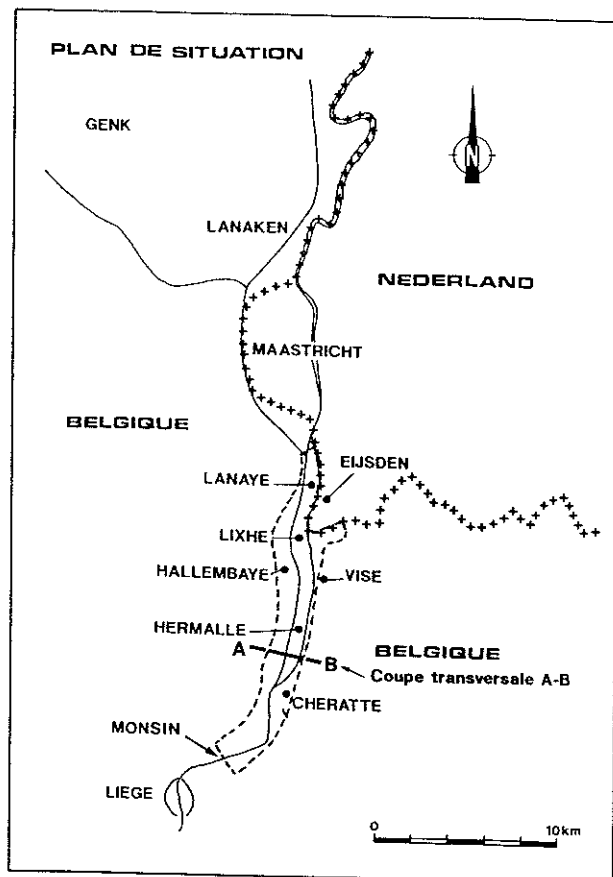 PLAN DE SITUATION
GENK
N
LANAKEN
NEDERLAND
MAASTRICHT
BELGIQUE
EIJSDEN
LANAYE
LIXHE
HALLEMBAYE
VISE
HERMALLE
A
B
BELGIQUE
Coupe transversale A-B
CHERATTE
MONSIN
LIEGE
0
10km